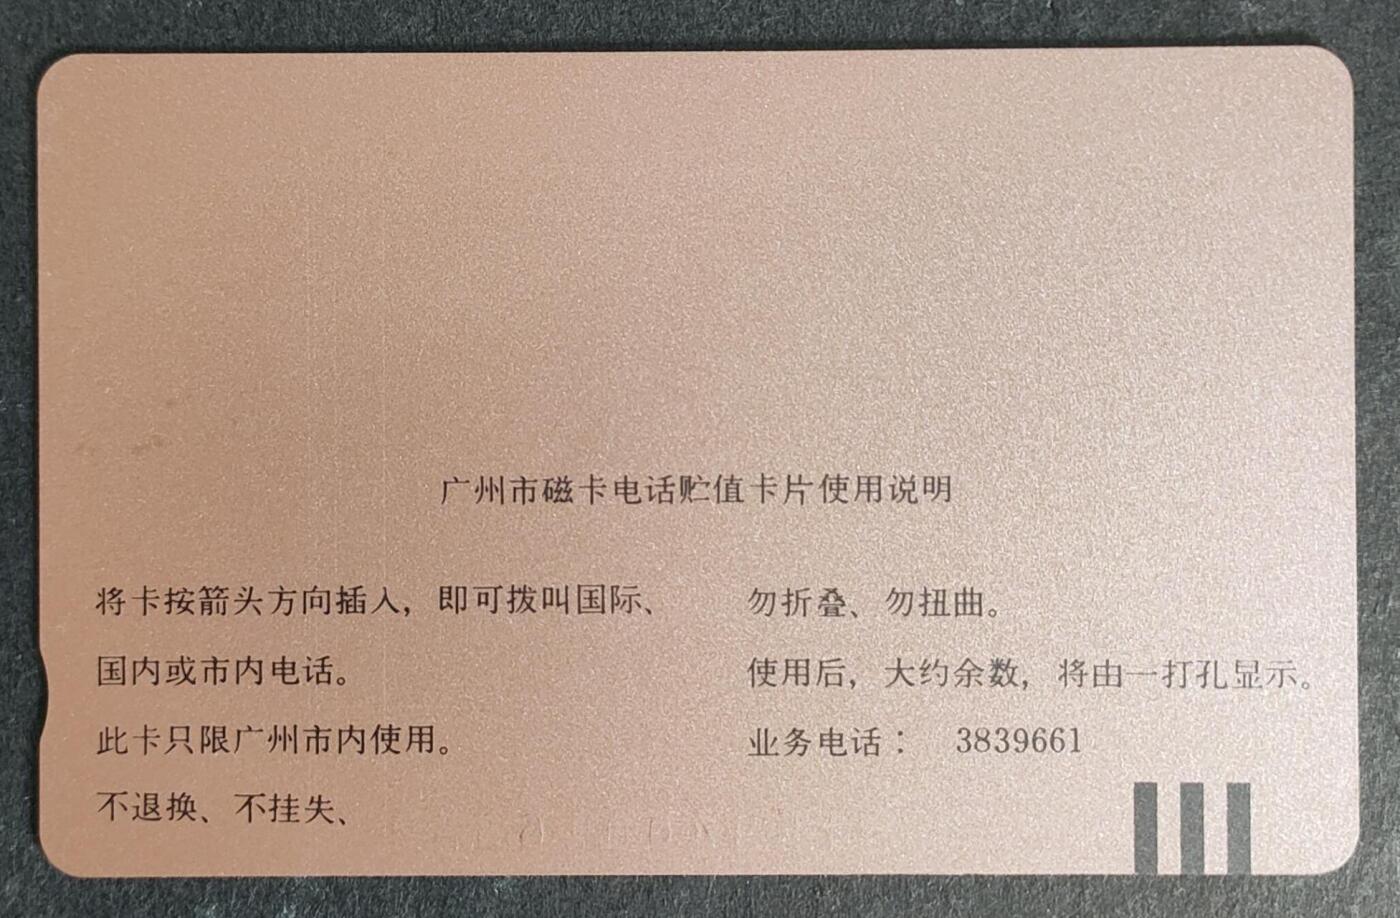 广州市磁卡电话贮值卡片使用说明
将卡按箭头方向插入，即可拨叫国际、
国内或市内电话。
此卡只限广州市内使用。
不退换、不挂失、
勿折叠、勿扭曲。
使用后，大约余数，将由一打孔显示。
业务电话： 3839661